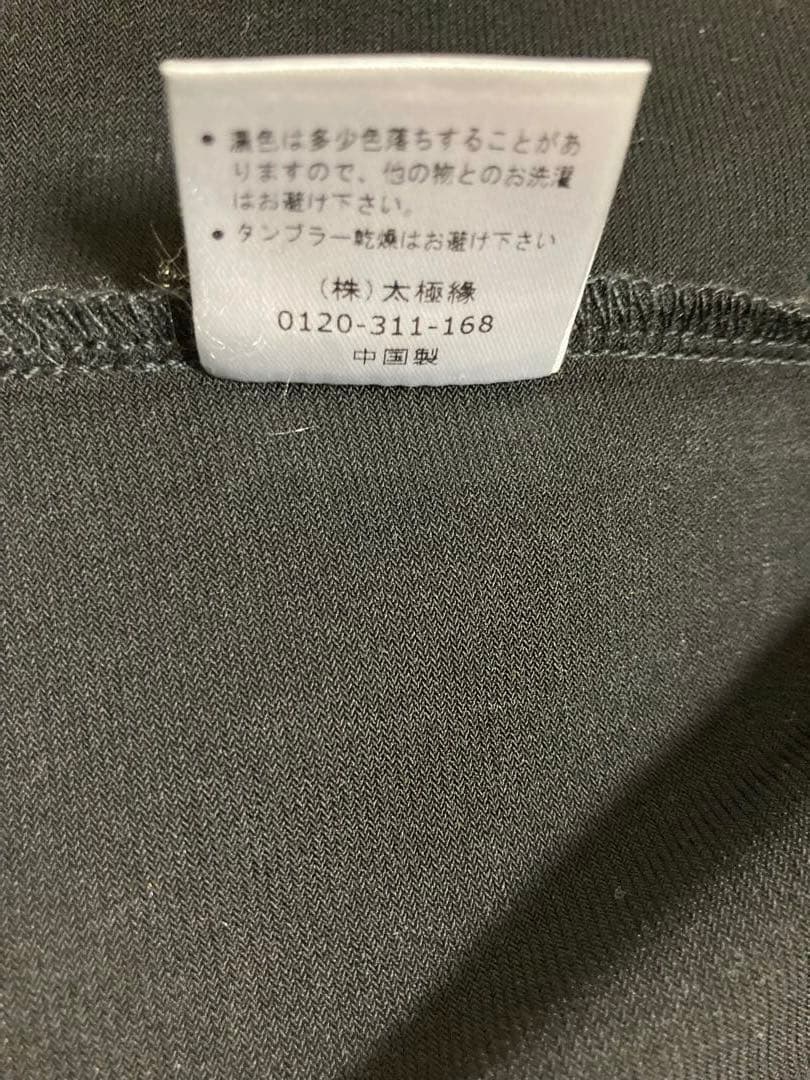 • 濃色は多少色落ちすることがあ
りますので、他の物とのお洗濯
はお避け下さい。
• タンブラー乾燥はお避け下さい
(株)太極縁
0120-311-168
中国製